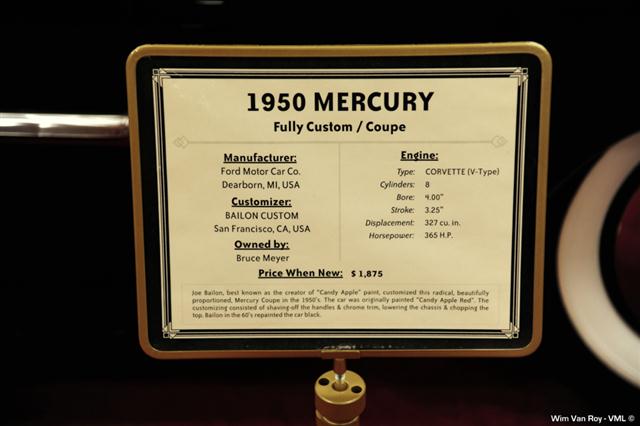 1950 MERCURY
Fully Custom / Coupe
Manufacturer:
Ford Motor Car Co.
Dearborn, MI, USA
Customizer:
BAILON CUSTOM
San Francisco, CA, USA
Owned by:
Bruce Meyer
Engine:
Type: CORVETTE (V-Type)
Cylinders: 8
Bore: 4.00"
Stroke: 3.25"
Displacement: 327 cu. in.
Horsepower: 365 H.P.
Price When New: $ 1,875
Joe Bailon, best known as the creator of "Candy Apple" paint, customized this radical, beautifully
proportioned, Mercury Coupe in the 1950's. The car was originally painted "Candy Apple Red". The
customizing consisted of shaving-off the handles & chrome trim, lowering the chassis & chopping the
top. Bailon in the 60's repainted the car black.
Wim Van Roy - VML ©